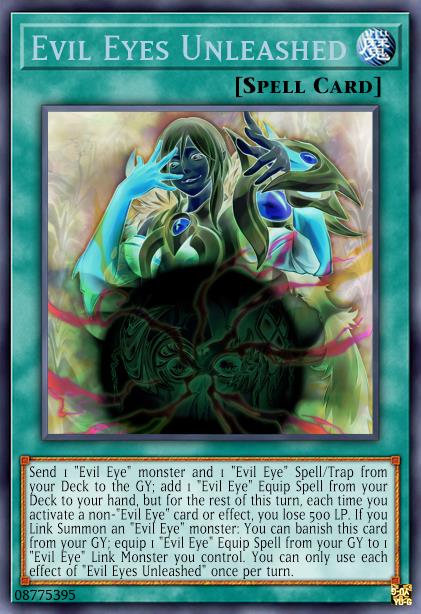 Evil Eyes Unleashed 魔
[Spell Card]
Send 1 "Evil Eye" monster and 1 "Evil Eye" Spell/Trap from
your Deck to the GY; add 1 "Evil Eye" Equip Spell from your
Deck to your hand, but for the rest of this turn, each time you
activate a non-"Evil Eye" card or effect, you lose 500 LP. If you
Link Summon an "Evil Eye" monster: You can banish this card
from your GY; equip 1 "Evil Eye" Equip Spell from your GY to 1
"Evil Eye" Link Monster you control. You can only use each
effect of "Evil Eyes Unleashed" once per turn.
08775395